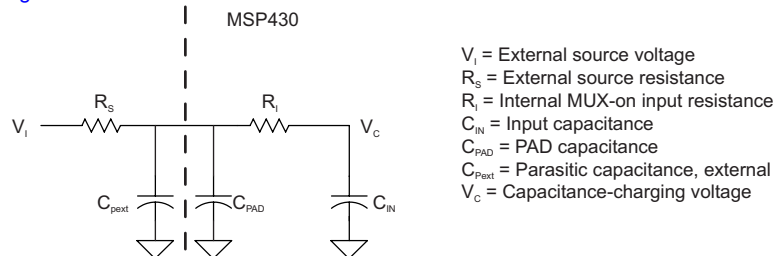 MSP430
V_I = External source voltage
R_S = External source resistance
R_I = Internal MUX-on input resistance
C_IN = Input capacitance
C_PAD = PAD capacitance
C_Pext = Parasitic capacitance, external
V_C = Capacitance-charging voltage
R_S
R_I
V_I
V_C
C_pext
C_PAD
C_IN